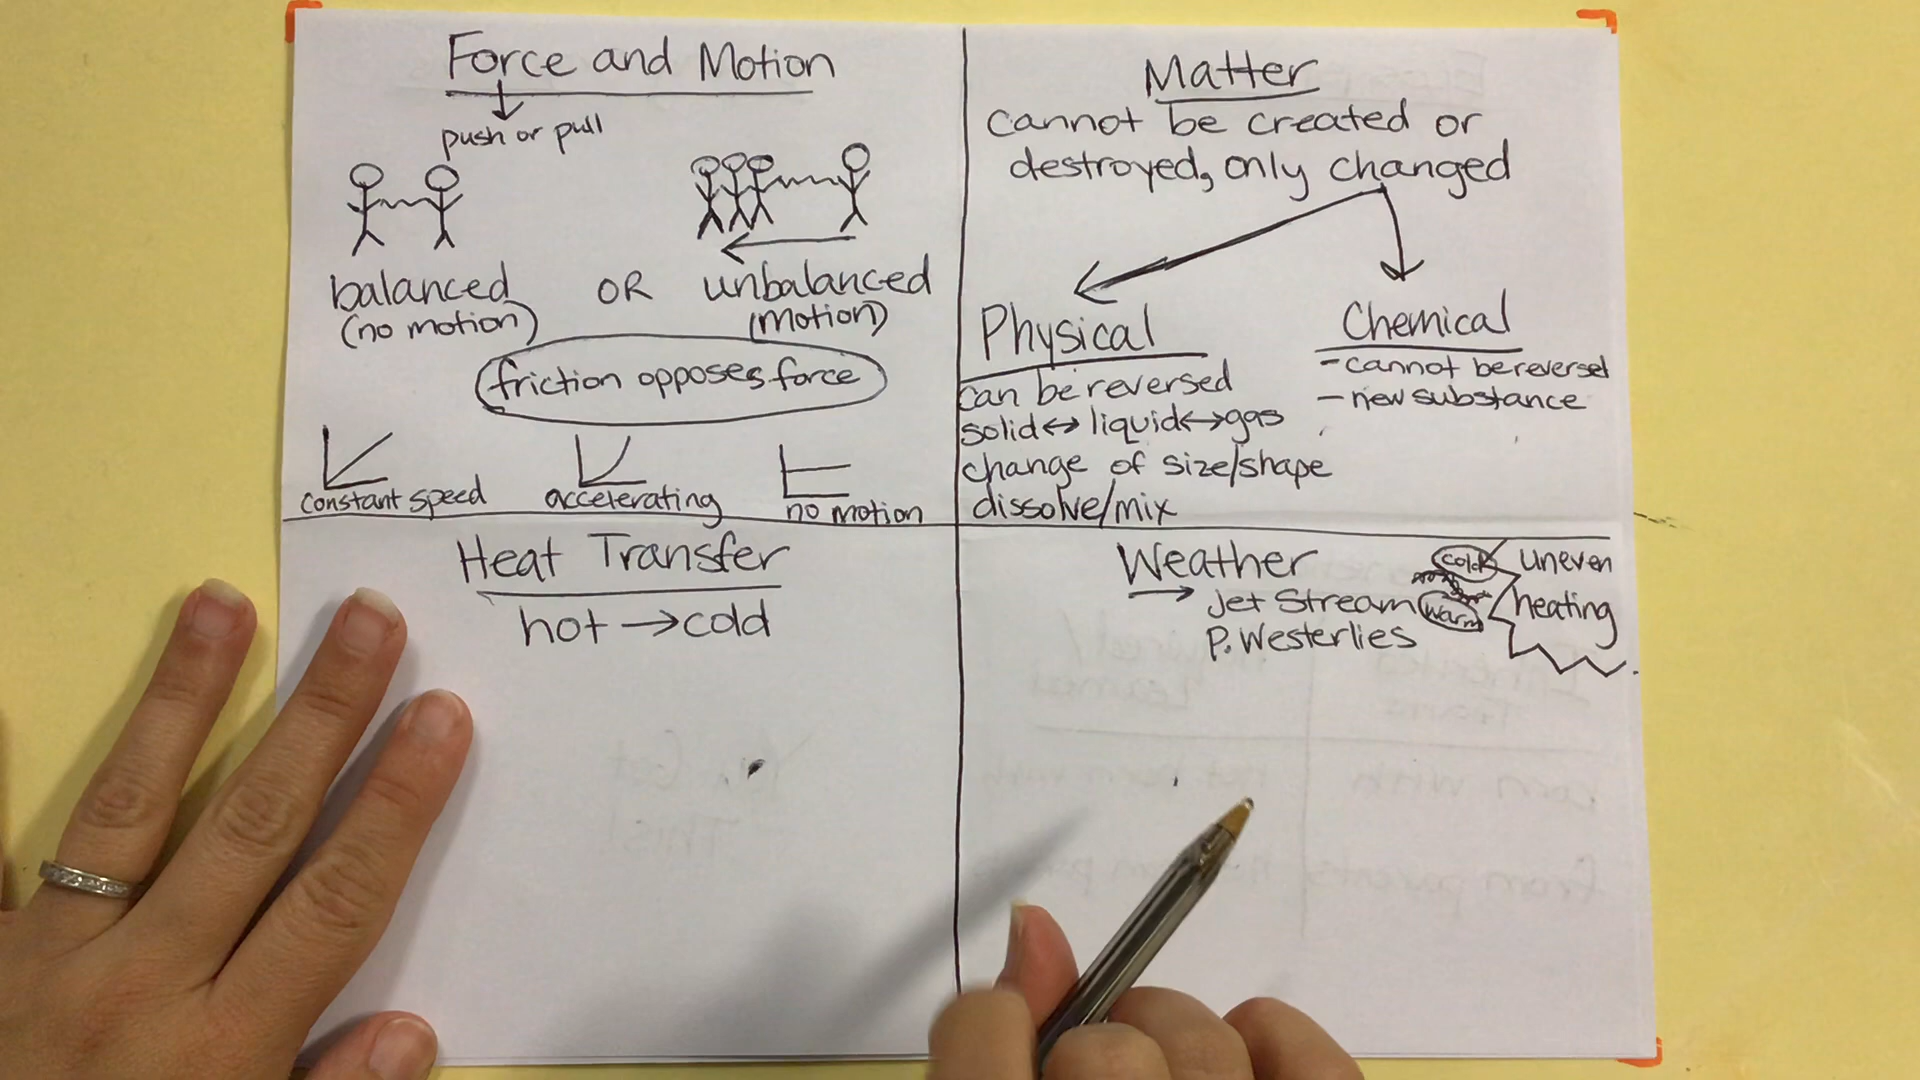 Force and Motion
push or pull
balanced OR unbalanced
(no motion) (motion)
friction opposes force
constant speed accelerating no motion
Matter
cannot be created or
destroyed, only changed
Physical
can be reversed
solid ↔ liquid ↔ gas
change of size/shape
dissolve/mix
Chemical
- cannot be reversed
- new substance
Heat Transfer
hot → cold
Weather
→ Jet Stream
P. Westerlies
cold
warm
uneven
heating